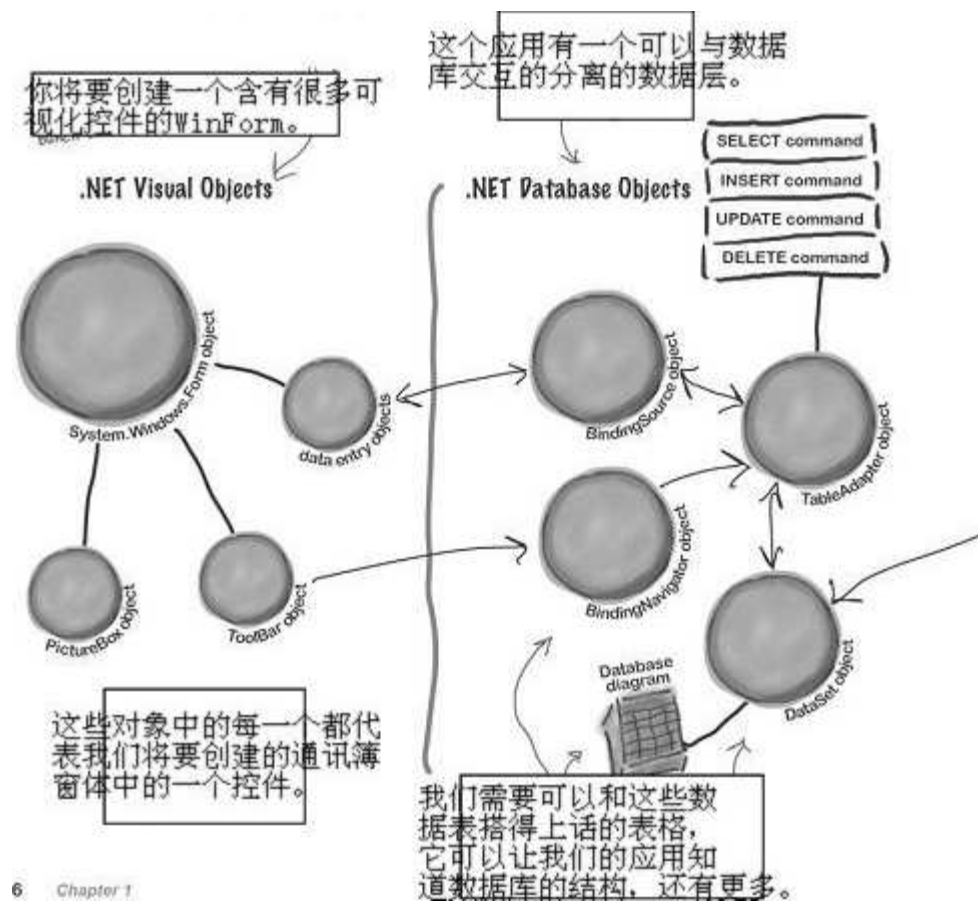 你将要创建一个含有很多可
视化控件的WinForm。
这个应用有一个可以与数据
库交互的分离的数据层。
.NET Visual Objects
.NET Database Objects
SELECT command
INSERT command
UPDATE command
DELETE command
System.Windows.Form object
data entry objects
PictureBox object
ToolBar object
BindingSource object
TableAdapter object
BindingNavigator object
DataSet object
Database
diagram
这些对象中的每一个都代
表我们将要创建的通讯簿
窗体中的一个控件。
我们需要可以和这些数
据表搭得上话的表格，
它可以让我们的应用知
道数据库的结构，还有更多。
6 Chapter 1